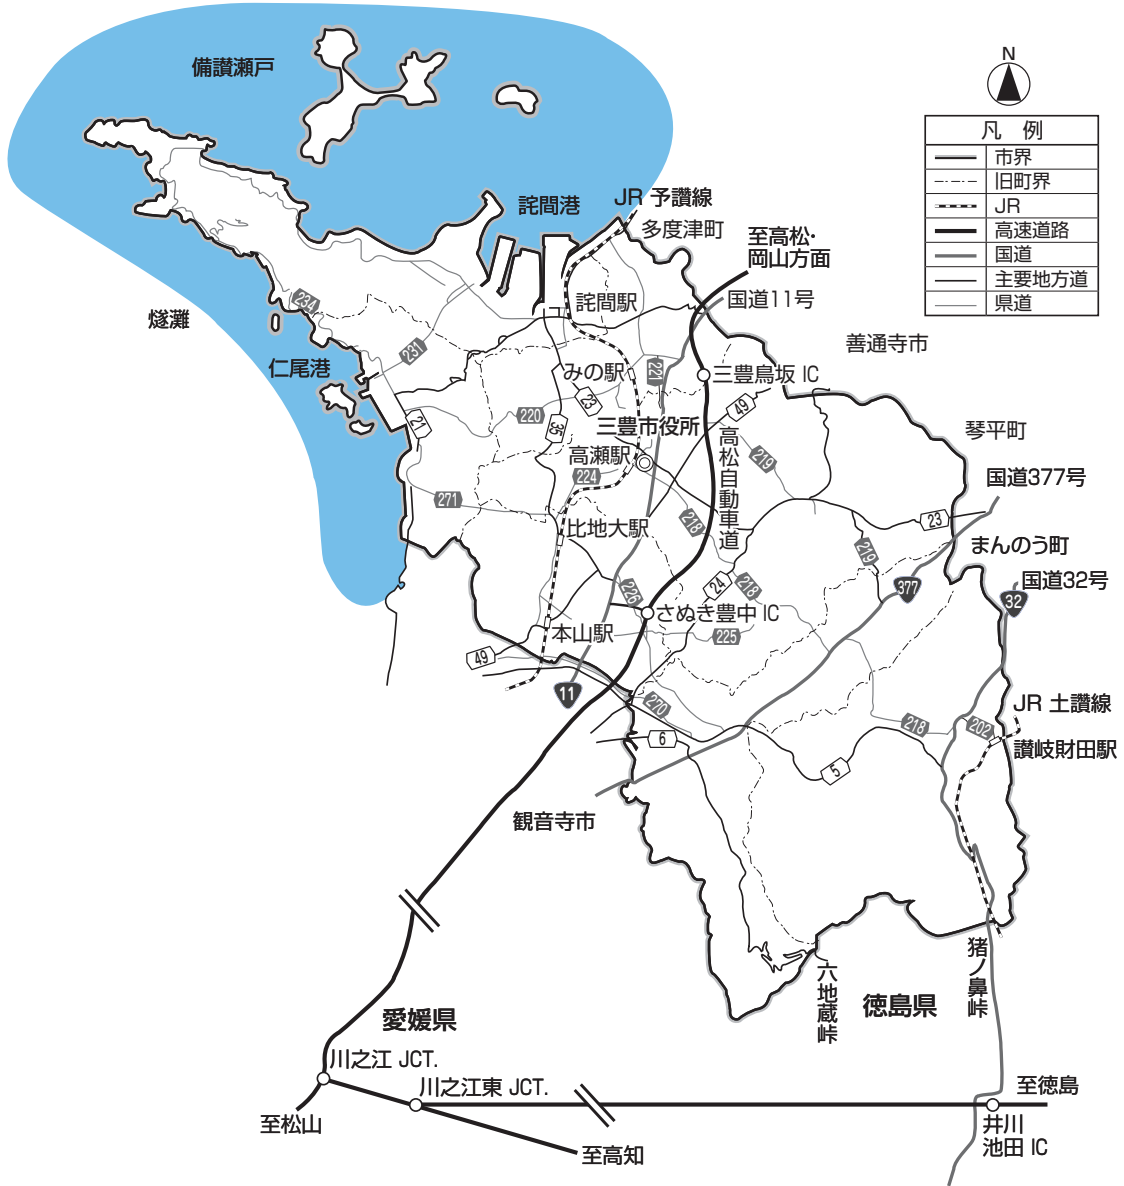 備讃瀬戸
N
凡 例
市界
旧町界
JR
高速道路
国道
主要地方道
県道
詫間港
JR 予讃線
多度津町
至高松・
岡山方面
国道11号
詫間駅
燧灘
234
仁尾港
231
善通寺市
みの駅
221
三豊鳥坂 IC
23
49
21
220
35
三豊市役所
琴平町
高瀬駅
高松自動車道
219
国道377号
224
271
218
23
比地大駅
219
まんのう町
24
218
377
国道32号
32
226
さぬき豊中 IC
本山駅
225
49
11
270
JR 土讃線
218
202
6
讃岐財田駅
5
観音寺市
猪ノ鼻峠
六地蔵峠
徳島県
愛媛県
川之江 JCT.
川之江東 JCT.
至徳島
至松山
井川
池田 IC
至高知